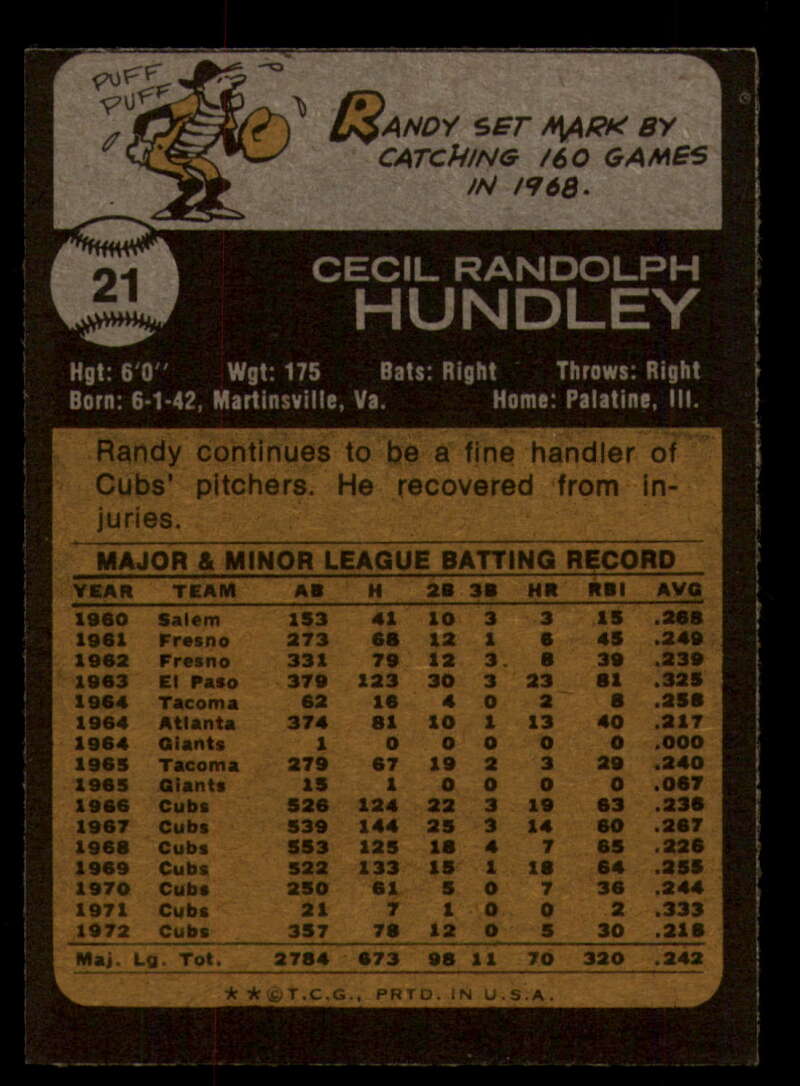 PUFF
PUFF
RANDY SET MARK BY
CATCHING 160 GAMES
IN 1968.
21
CECIL RANDOLPH
HUNDLEY
Hgt: 6'0" Wgt: 175 Bats: Right Throws: Right
Born: 6-1-42, Martinsville, Va. Home: Palatine, Ill.
Randy continues to be a fine handler of
Cubs' pitchers. He recovered from in-
juries.
MAJOR & MINOR LEAGUE BATTING RECORD
YEAR TEAM AB H 2B 3B HR RBI AVG
1960 Salem 153 41 10 3 3 15 .268
1961 Fresno 273 68 12 1 6 45 .249
1962 Fresno 331 79 12 3 8 39 .239
1963 El Paso 379 123 30 3 23 81 .325
1964 Tacoma 62 16 4 0 2 8 .258
1964 Atlanta 374 81 10 1 13 40 .217
1964 Giants 1 0 0 0 0 0 .000
1965 Tacoma 279 67 19 2 3 29 .240
1965 Giants 15 1 0 0 0 0 .067
1966 Cubs 526 124 22 3 19 63 .236
1967 Cubs 539 144 25 3 14 60 .267
1968 Cubs 553 125 18 4 7 65 .226
1969 Cubs 522 133 15 1 18 64 .255
1970 Cubs 250 61 5 0 7 36 .244
1971 Cubs 21 7 1 0 0 2 .333
1972 Cubs 357 78 12 0 5 30 .218
Maj. Lg. Tot. 2784 673 98 11 70 320 .242
★ ★ © T.C.G., PRTD. IN U.S.A.